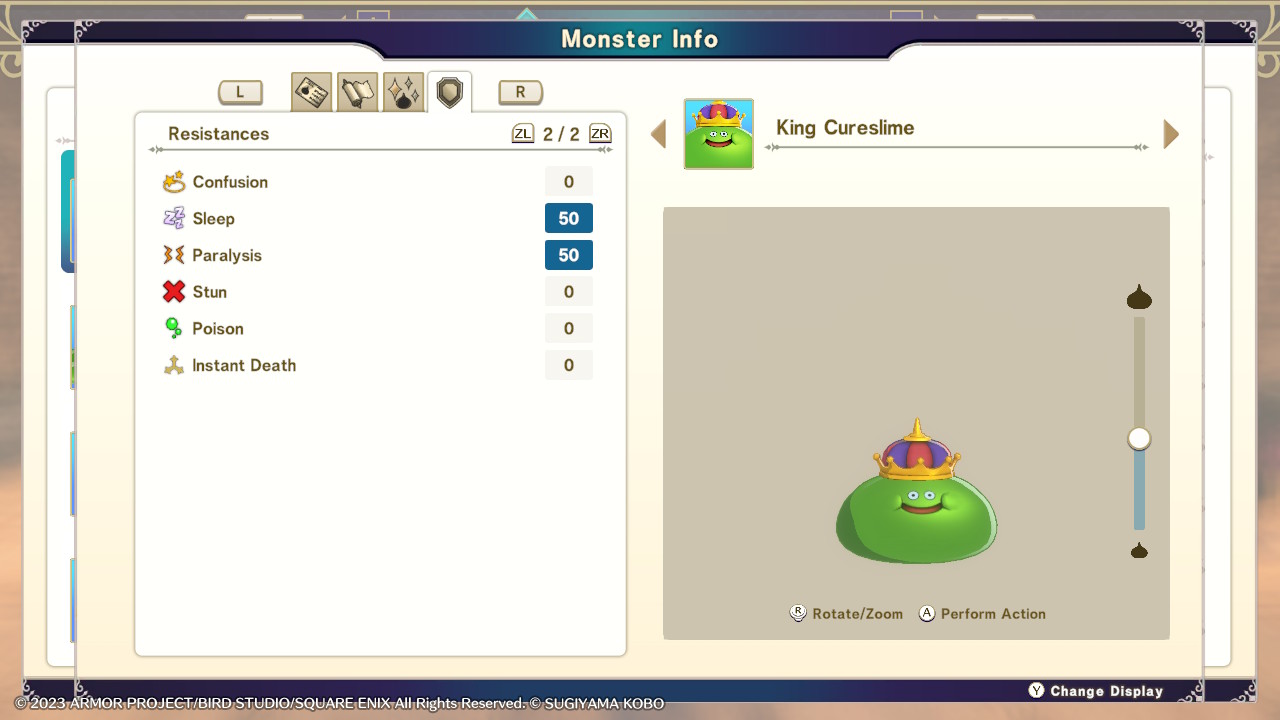 Monster Info
L
R
Resistances
ZL 2 / 2 ZR
Confusion 0
Sleep 50
Paralysis 50
Stun 0
Poison 0
Instant Death 0
King Cureslime
R Rotate/Zoom A Perform Action
Y Change Display
© 2023 ARMOR PROJECT/BIRD STUDIO/SQUARE ENIX All Rights Reserved. © SUGIYAMA KOBO